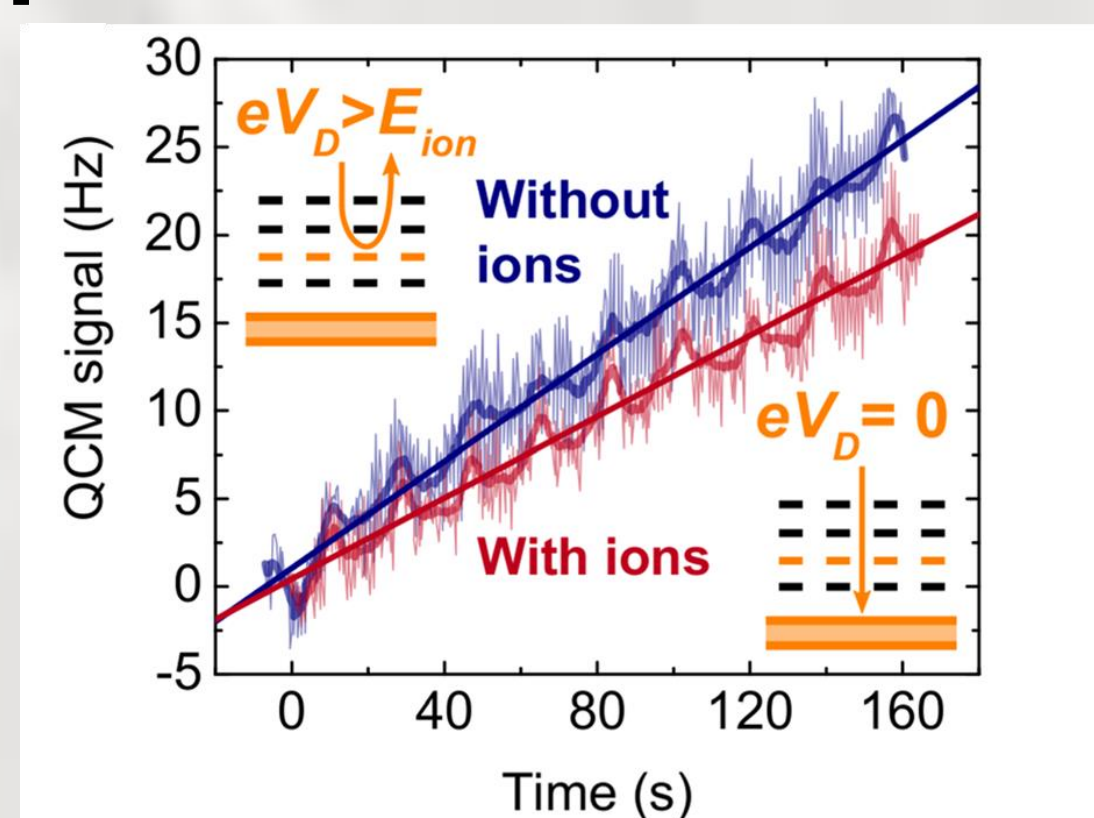 30
25
20
15
10
5
0
-5
QCM signal (Hz)
eV_D>E_ion
Without
ions
eV_D= 0
With ions
0 40 80 120 160
Time (s)